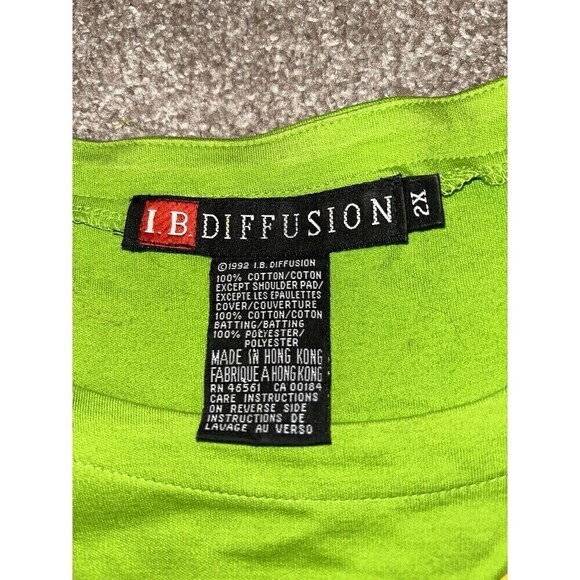 I.B. DIFFUSION
2X
©1992 I.B. DIFFUSION
100% COTTON/COTON
EXCEPT SHOULDER PAD/
EXCEPTE LES EPAULETTES
COVER/COUVERTURE
100% COTTON/COTON
BATTING/BATTING
100% POLYESTER/
POLYESTER
MADE IN HONG KONG
FABRIQUE A HONG KONG
RN 46561 CA 00184
CARE INSTRUCTIONS
ON REVERSE SIDE
INSTRUCTIONS DE
LAVAGE AU VERSO